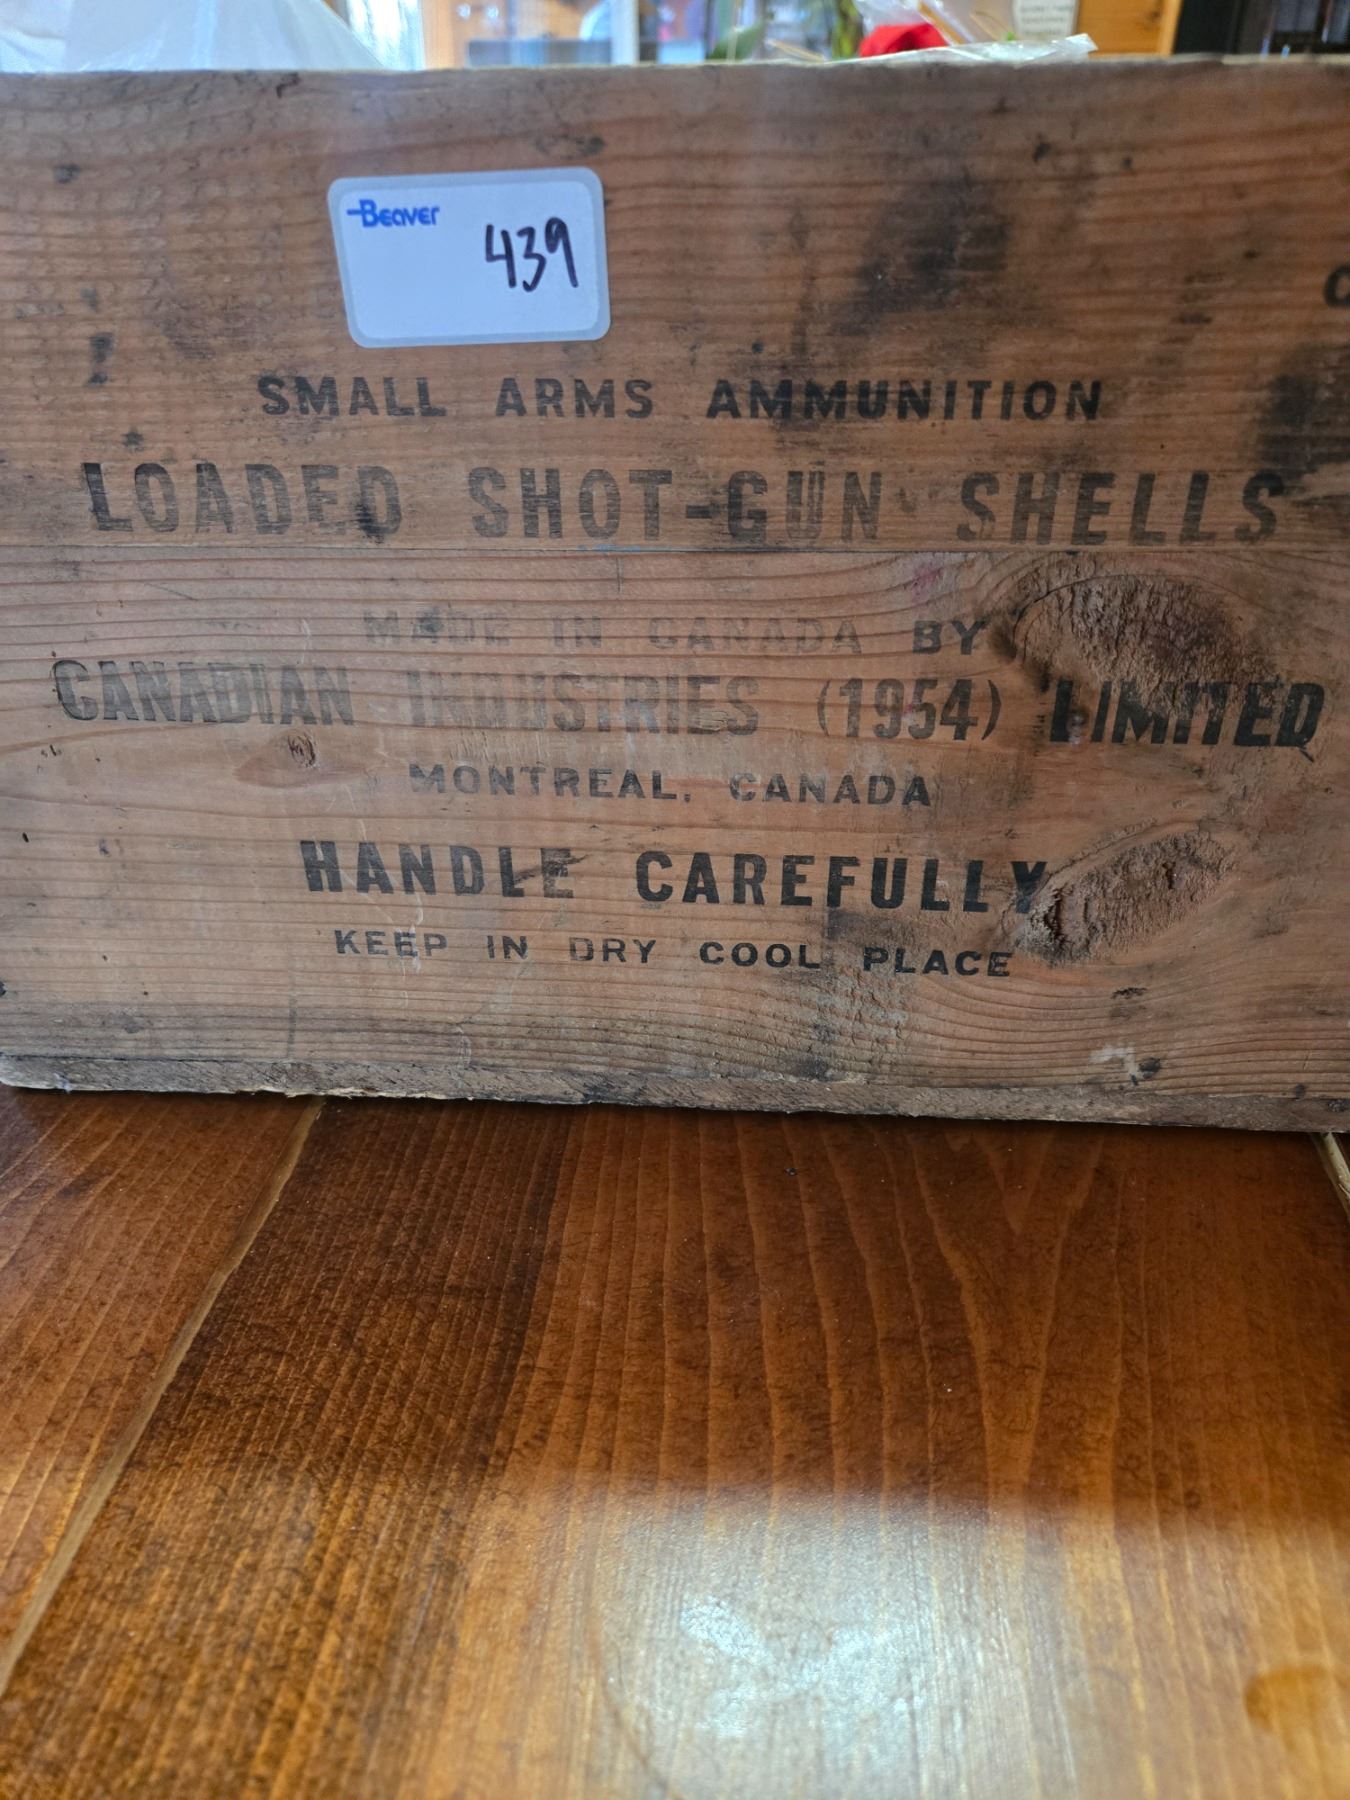 Beaver
439
SMALL ARMS AMMUNITION
LOADED SHOT-GUN SHELLS
MADE IN CANADA BY
CANADIAN INDUSTRIES (1954) LIMITED
MONTREAL, CANADA
HANDLE CAREFULLY
KEEP IN DRY COOL PLACE